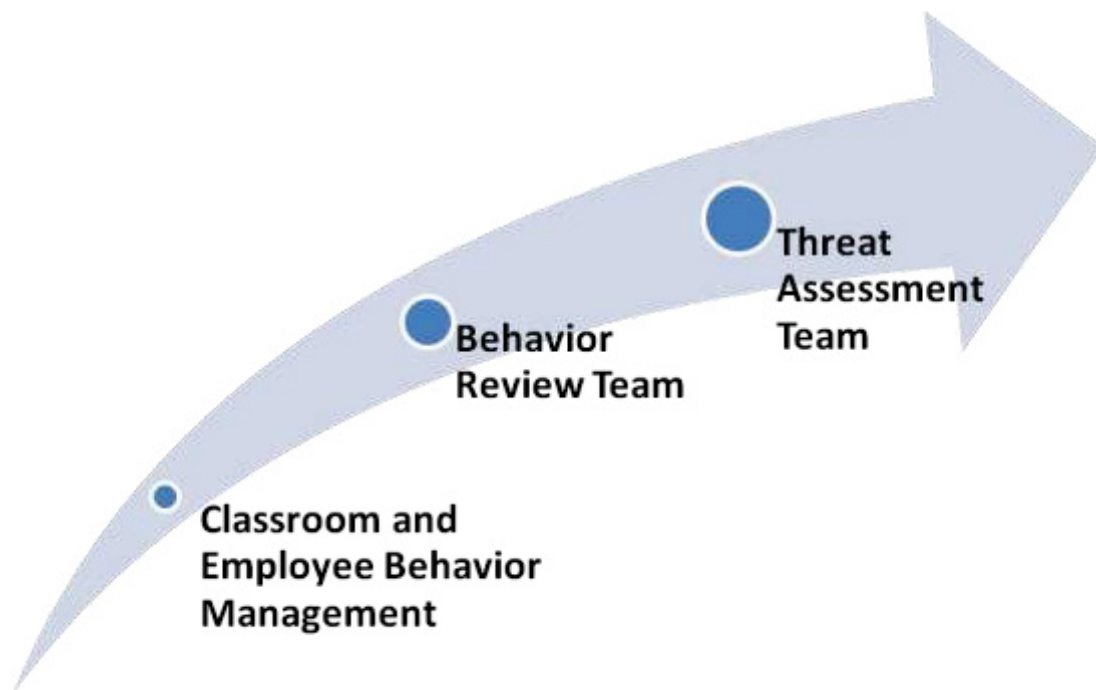 Threat
Assessment
Team
Behavior
Review Team
Classroom and
Employee Behavior
Management